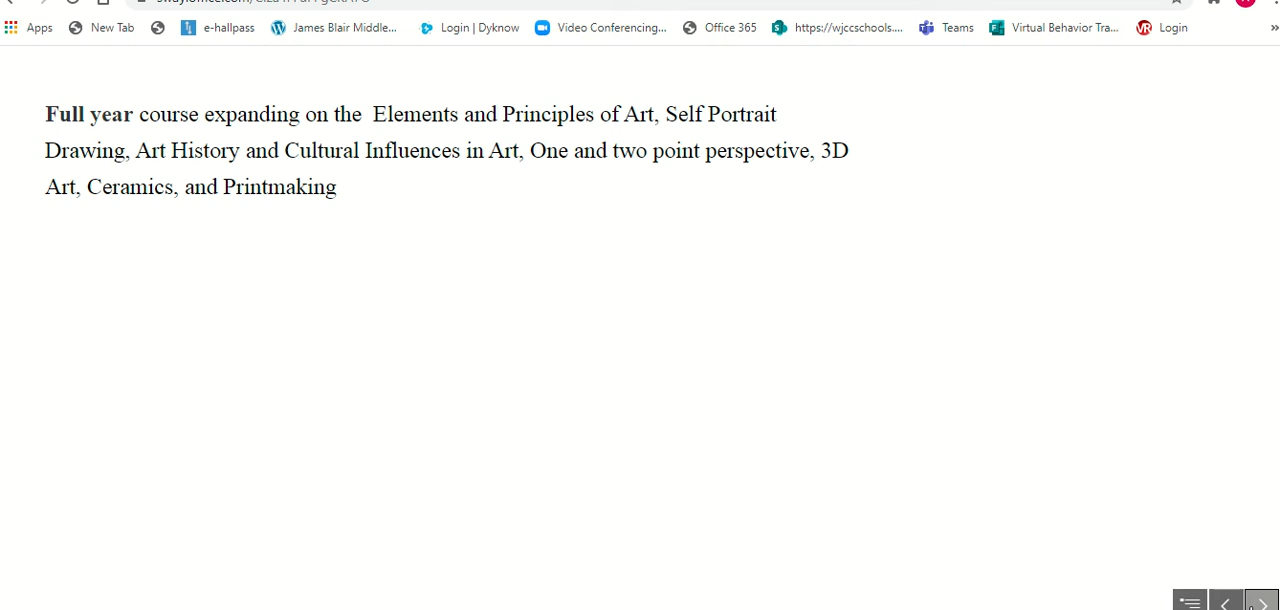 Apps New Tab e-hallpass James Blair Middle... Login | Dyknow Video Conferencing... Office 365 https://wjccschools.... Teams Virtual Behavior Tra... Login »
Full year course expanding on the Elements and Principles of Art, Self Portrait
Drawing, Art History and Cultural Influences in Art, One and two point perspective, 3D
Art, Ceramics, and Printmaking